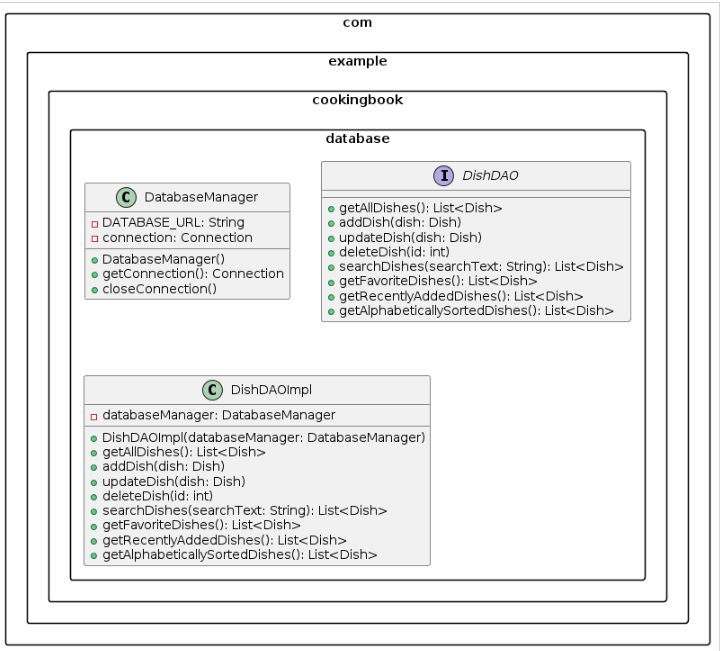 com
example
cookingbook
database
C DatabaseManager
DATABASE_URL: String
connection: Connection
DatabaseManager()
getConnection(): Connection
closeConnection()
I DishDAO
getAllDishes(): List<Dish>
addDish(dish: Dish)
updateDish(dish: Dish)
deleteDish(id: int)
searchDishes(searchText: String): List<Dish>
getFavoriteDishes(): List<Dish>
getRecentlyAddedDishes(): List<Dish>
getAlphabeticallySortedDishes(): List<Dish>
C DishDAOImpl
databaseManager: DatabaseManager
DishDAOImpl(databaseManager: DatabaseManager)
getAllDishes(): List<Dish>
addDish(dish: Dish)
updateDish(dish: Dish)
deleteDish(id: int)
searchDishes(searchText: String): List<Dish>
getFavoriteDishes(): List<Dish>
getRecentlyAddedDishes(): List<Dish>
getAlphabeticallySortedDishes(): List<Dish>